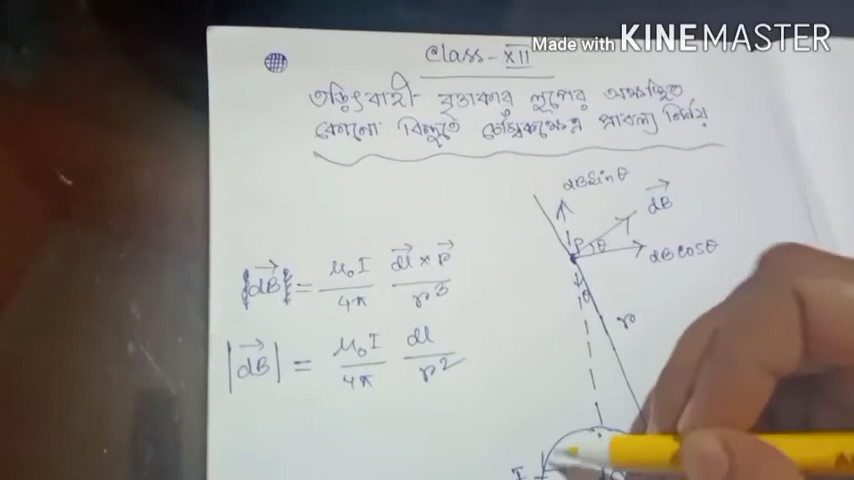 Made with KINEMASTER
Class - XII
তড়িৎবাহী বৃত্তাকার লুপের অক্ষস্থিত
কোনো বিন্দুতে চৌম্বকক্ষেত্র প্রাবল্য নির্ণয়
dB sinθ
dB
P θ
dB cosθ
θ
r
dB = μ₀I/4π dl × r/r³
|dB| = μ₀I/4π dl/r²
I